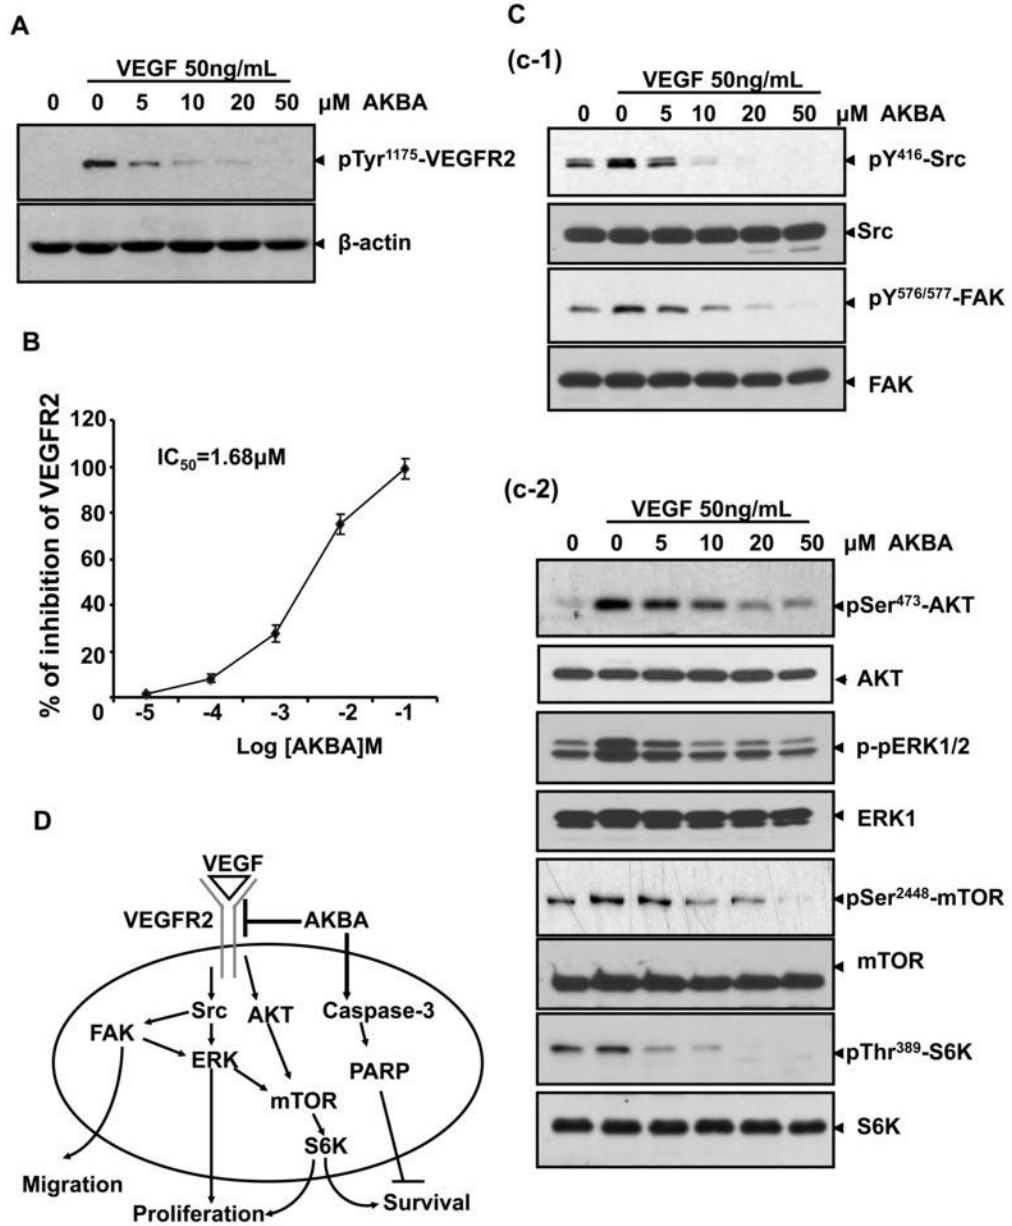 A
VEGF 50ng/mL
0 0 5 10 20 50 µM AKBA
pTyr1175-VEGFR2
β-actin
B
% of inhibition of VEGFR2
120
100
80
60
40
20
0
IC50=1.68µM
-5 -4 -3 -2 -1
Log [AKBA]M
C
(c-1)
VEGF 50ng/mL
0 0 5 10 20 50 µM AKBA
pY416-Src
Src
pY576/577-FAK
FAK
(c-2)
VEGF 50ng/mL
0 0 5 10 20 50 µM AKBA
pSer473-AKT
AKT
p-pERK1/2
ERK1
pSer2448-mTOR
mTOR
pThr389-S6K
S6K
D
VEGF
VEGFR2 AKBA
Src AKT Caspase-3
FAK
ERK PARP
mTOR
S6K
Migration
Proliferation Survival